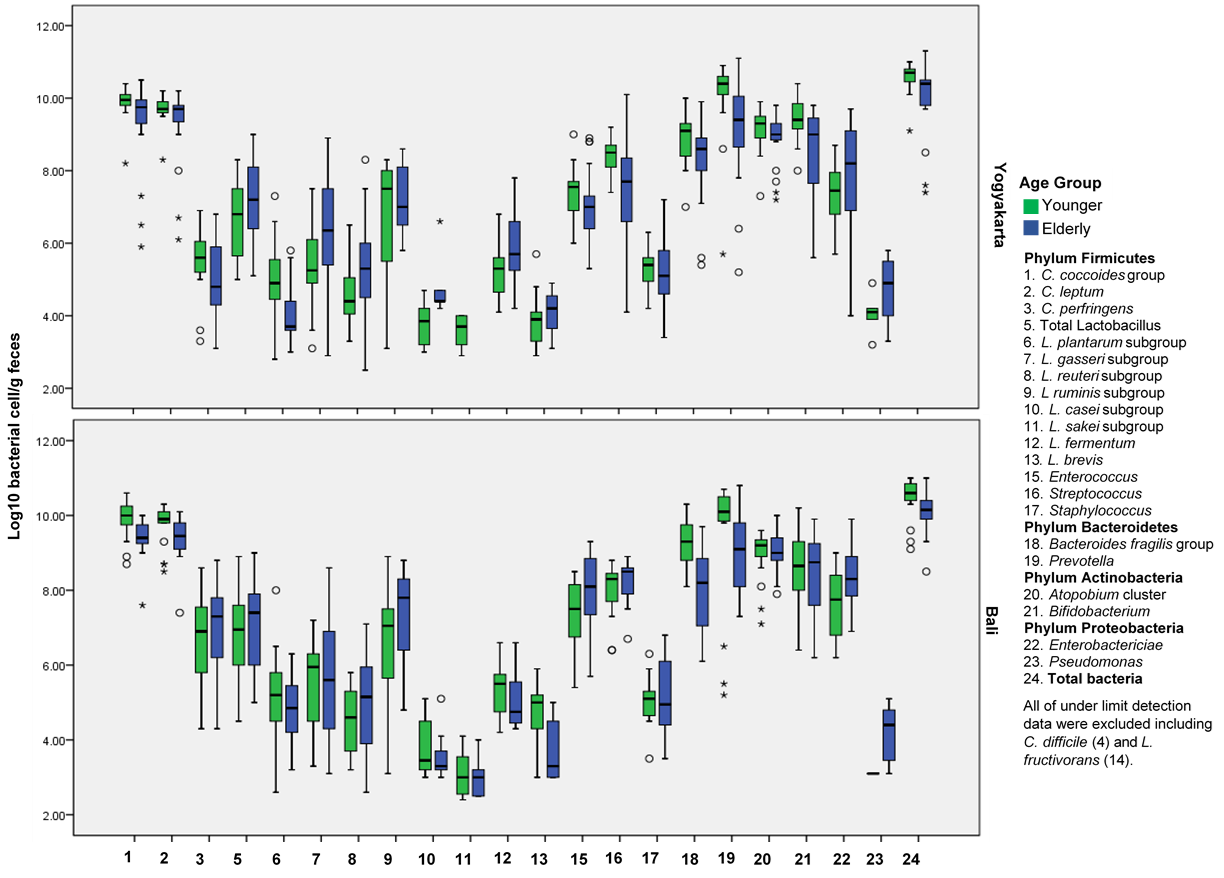 12.00
10.00
8.00
6.00
4.00
2.00
Yogyakarta
Log10 bacterial cell/g feces
12.00
10.00
8.00
6.00
4.00
2.00
Bali
1 2 3 5 6 7 8 9 10 11 12 13 15 16 17 18 19 20 21 22 23 24
Age Group
Younger
Elderly
Phylum Firmicutes
1. C. coccoides group
2. C. leptum
3. C. perfringens
5. Total Lactobacillus
6. L. plantarum subgroup
7. L. gasseri subgroup
8. L. reuteri subgroup
9. L ruminis subgroup
10. L. casei subgroup
11. L. sakei subgroup
12. L. fermentum
13. L. brevis
15. Enterococcus
16. Streptococcus
17. Staphylococcus
Phylum Bacteroidetes
18. Bacteroides fragilis group
19. Prevotella
Phylum Actinobacteria
20. Atopobium cluster
21. Bifidobacterium
Phylum Proteobacteria
22. Enterobactericiae
23. Pseudomonas
24. Total bacteria
All of under limit detection
data were excluded including
C. difficile (4) and L.
fructivorans (14).